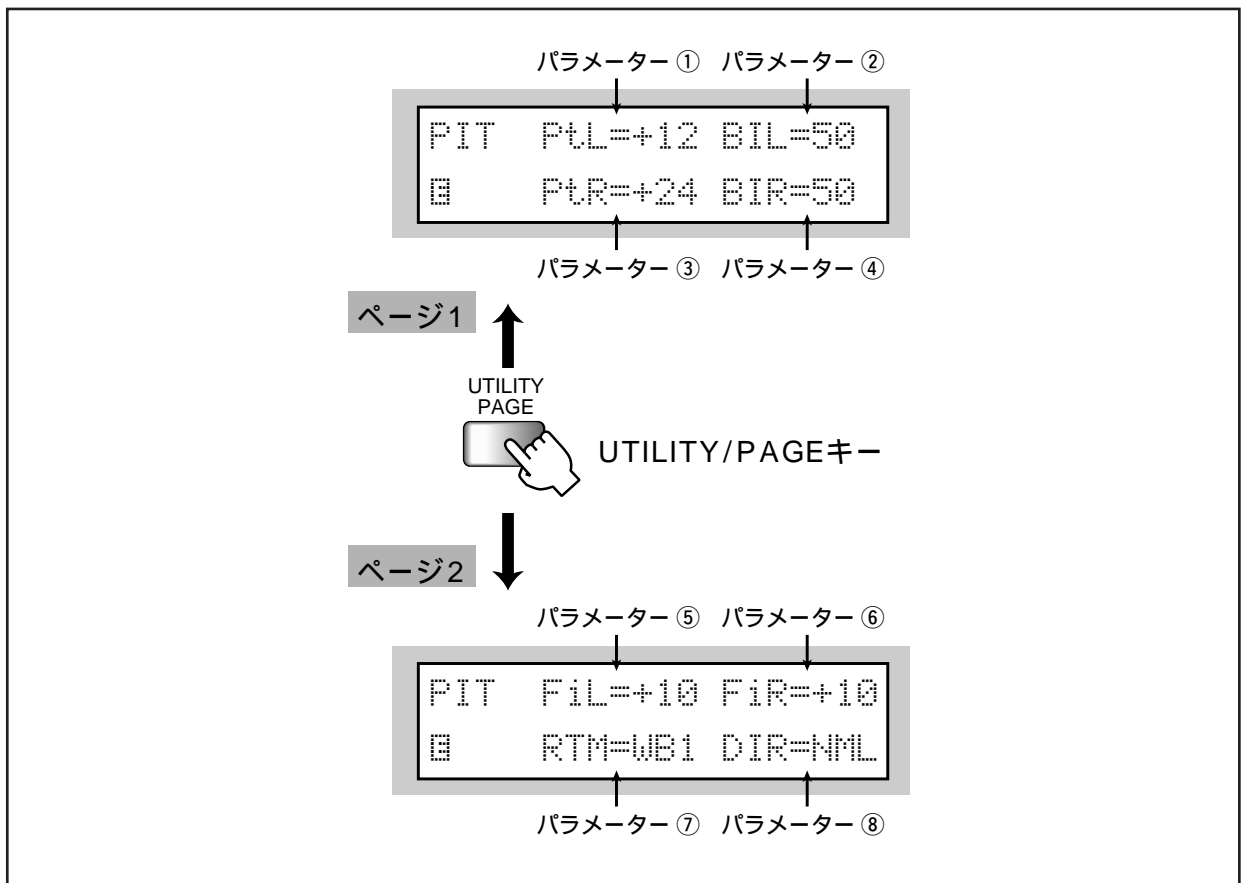 パラメーター ① パラメーター ②
PIT PtL=+12 BIL=50
E PtR=+24 BIR=50
パラメーター ③ パラメーター ④
ページ1
UTILITY
PAGE
UTILITY/PAGEキー
ページ2
パラメーター ⑤ パラメーター ⑥
PIT FiL=+10 FiR=+10
E RTM=WB1 DIR=NML
パラメーター ⑦ パラメーター ⑧